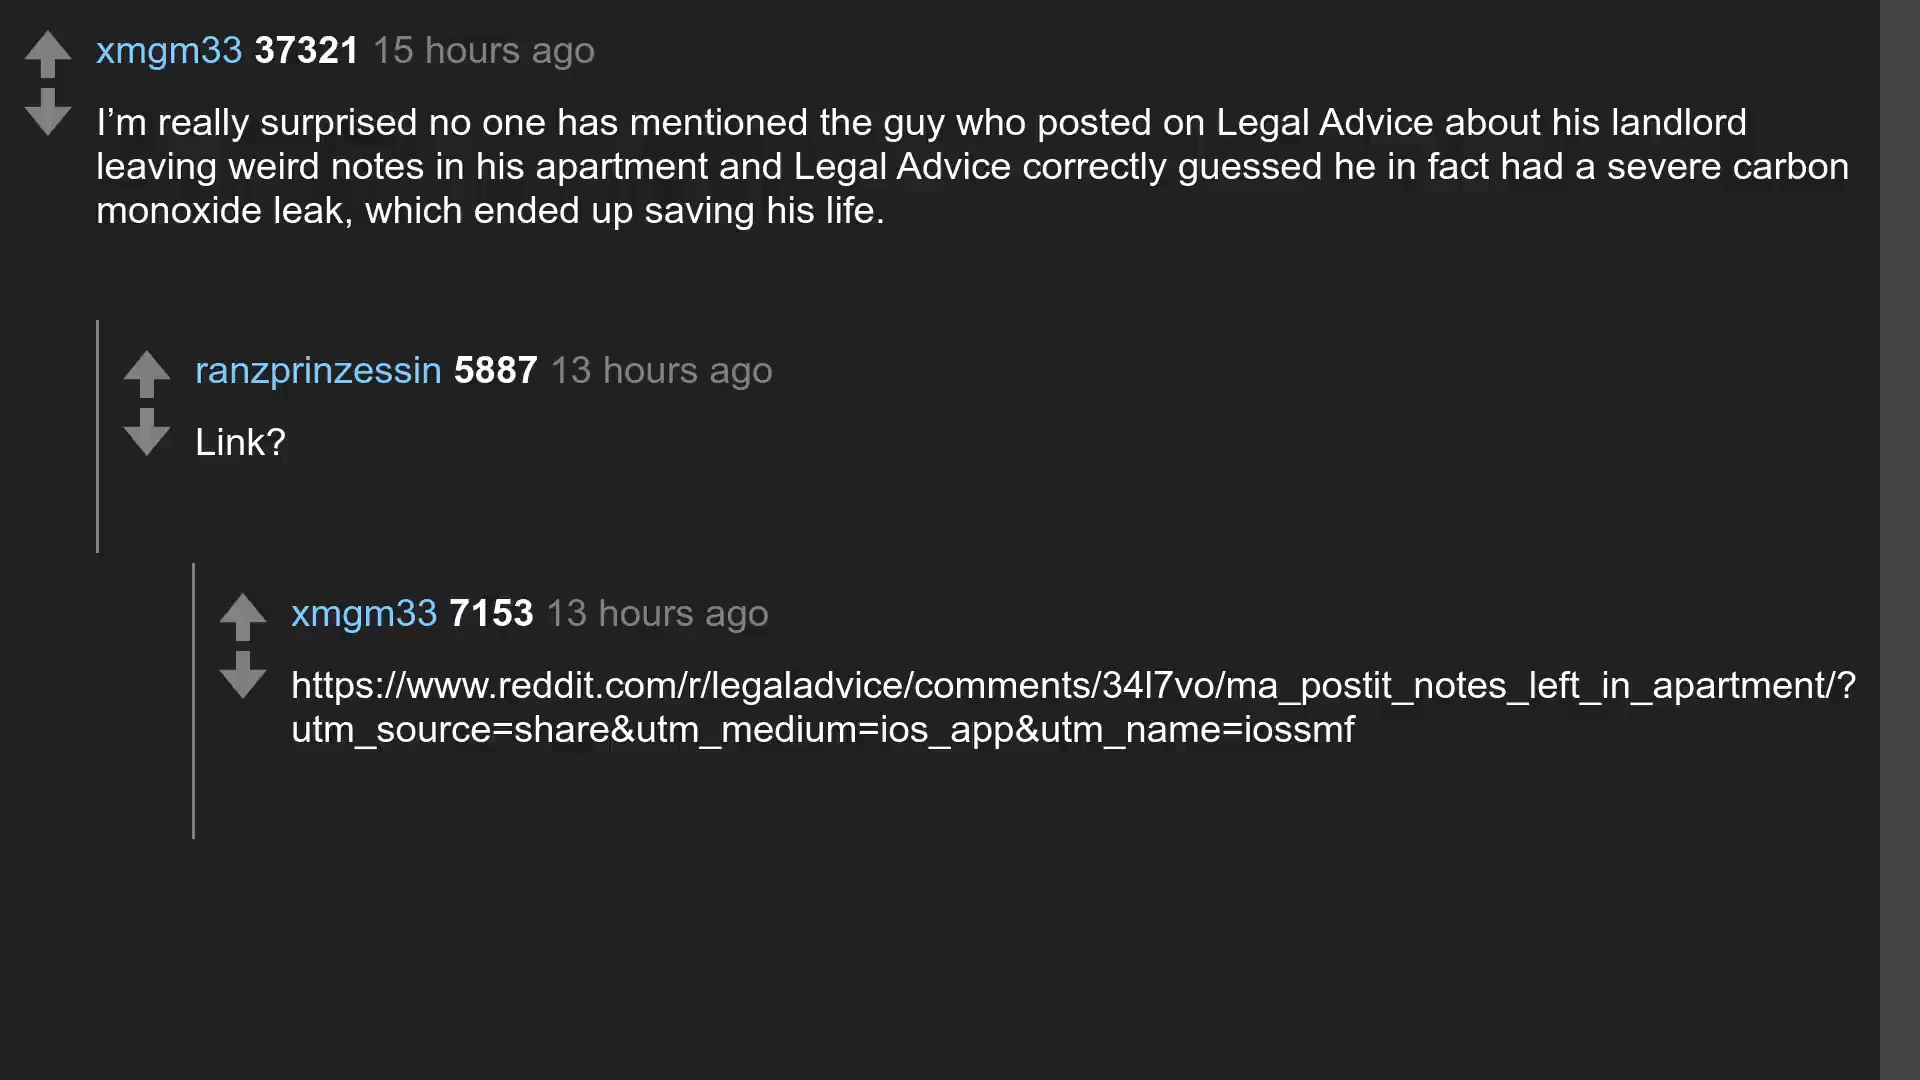 xmgm33 37321 15 hours ago
I’m really surprised no one has mentioned the guy who posted on Legal Advice about his landlord
leaving weird notes in his apartment and Legal Advice correctly guessed he in fact had a severe carbon
monoxide leak, which ended up saving his life.
ranzprinzessin 5887 13 hours ago
Link?
xmgm33 7153 13 hours ago
https://www.reddit.com/r/legaladvice/comments/34l7vo/ma_postit_notes_left_in_apartment/?
utm_source=share&utm_medium=ios_app&utm_name=iossmf